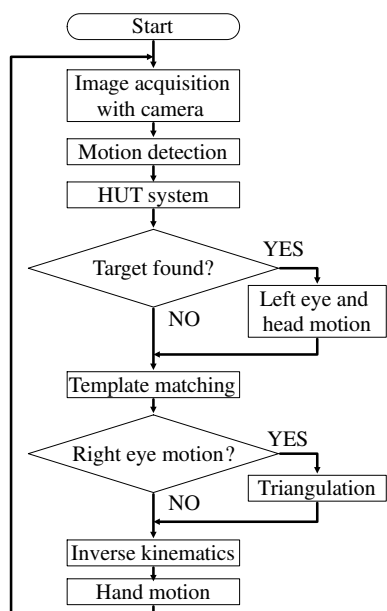 Start
Image acquisition
with camera
Motion detection
HUT system
YES
Target found?
Left eye and
head motion
NO
Template matching
YES
Right eye motion?
Triangulation
NO
Inverse kinematics
Hand motion